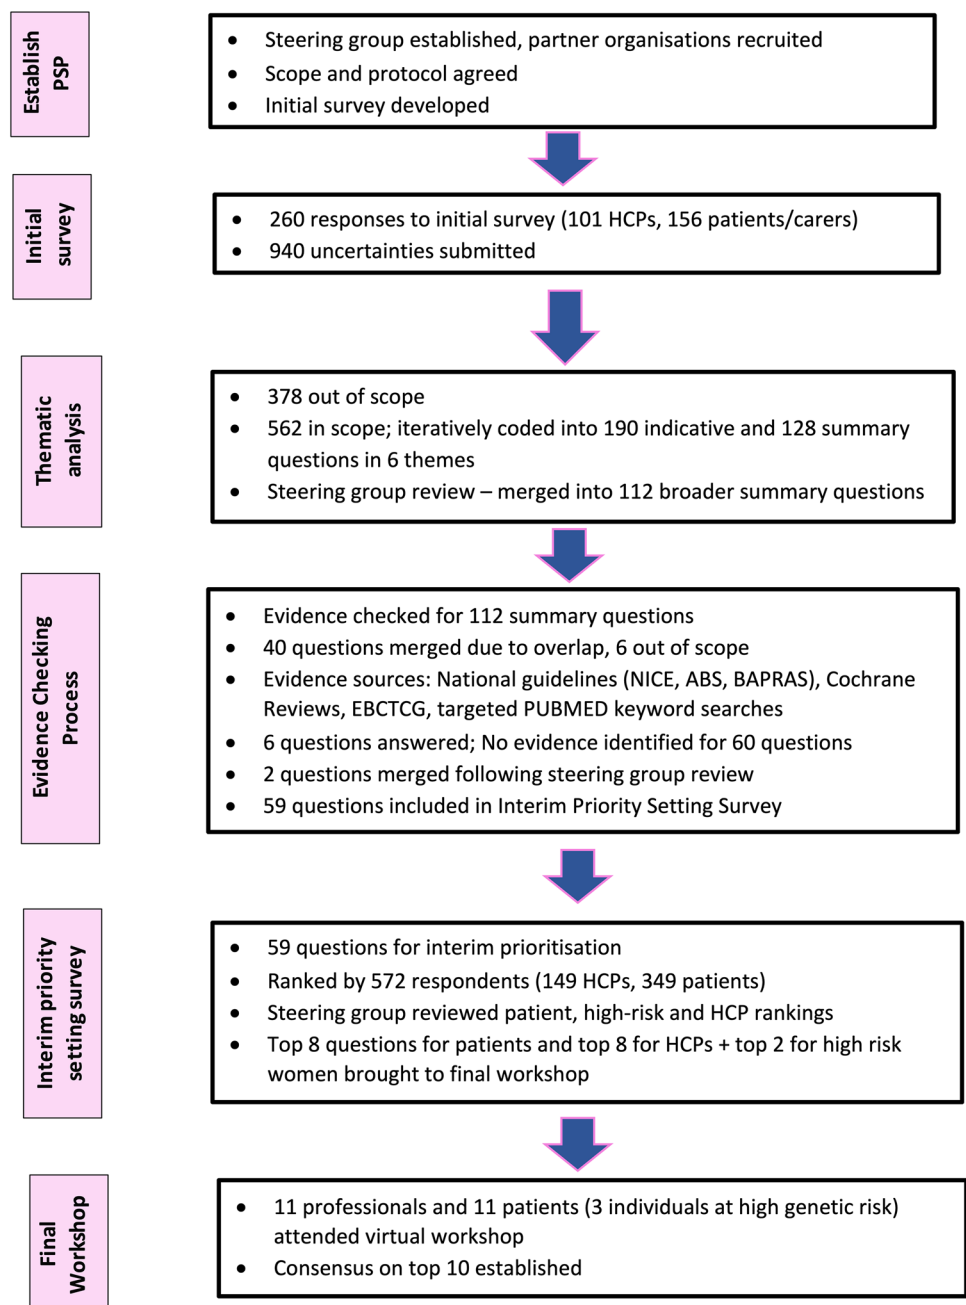 Establish
PSP
• Steering group established, partner organisations recruited
• Scope and protocol agreed
• Initial survey developed
Initial
survey
• 260 responses to initial survey (101 HCPs, 156 patients/carers)
• 940 uncertainties submitted
Thematic
analysis
• 378 out of scope
• 562 in scope; iteratively coded into 190 indicative and 128 summary
questions in 6 themes
• Steering group review – merged into 112 broader summary questions
Evidence Checking
Process
• Evidence checked for 112 summary questions
• 40 questions merged due to overlap, 6 out of scope
• Evidence sources: National guidelines (NICE, ABS, BAPRAS), Cochrane
Reviews, EBCTCG, targeted PUBMED keyword searches
• 6 questions answered; No evidence identified for 60 questions
• 2 questions merged following steering group review
• 59 questions included in Interim Priority Setting Survey
Interim priority
setting survey
• 59 questions for interim prioritisation
• Ranked by 572 respondents (149 HCPs, 349 patients)
• Steering group reviewed patient, high-risk and HCP rankings
• Top 8 questions for patients and top 8 for HCPs + top 2 for high risk
women brought to final workshop
Final
Workshop
• 11 professionals and 11 patients (3 individuals at high genetic risk)
attended virtual workshop
• Consensus on top 10 established